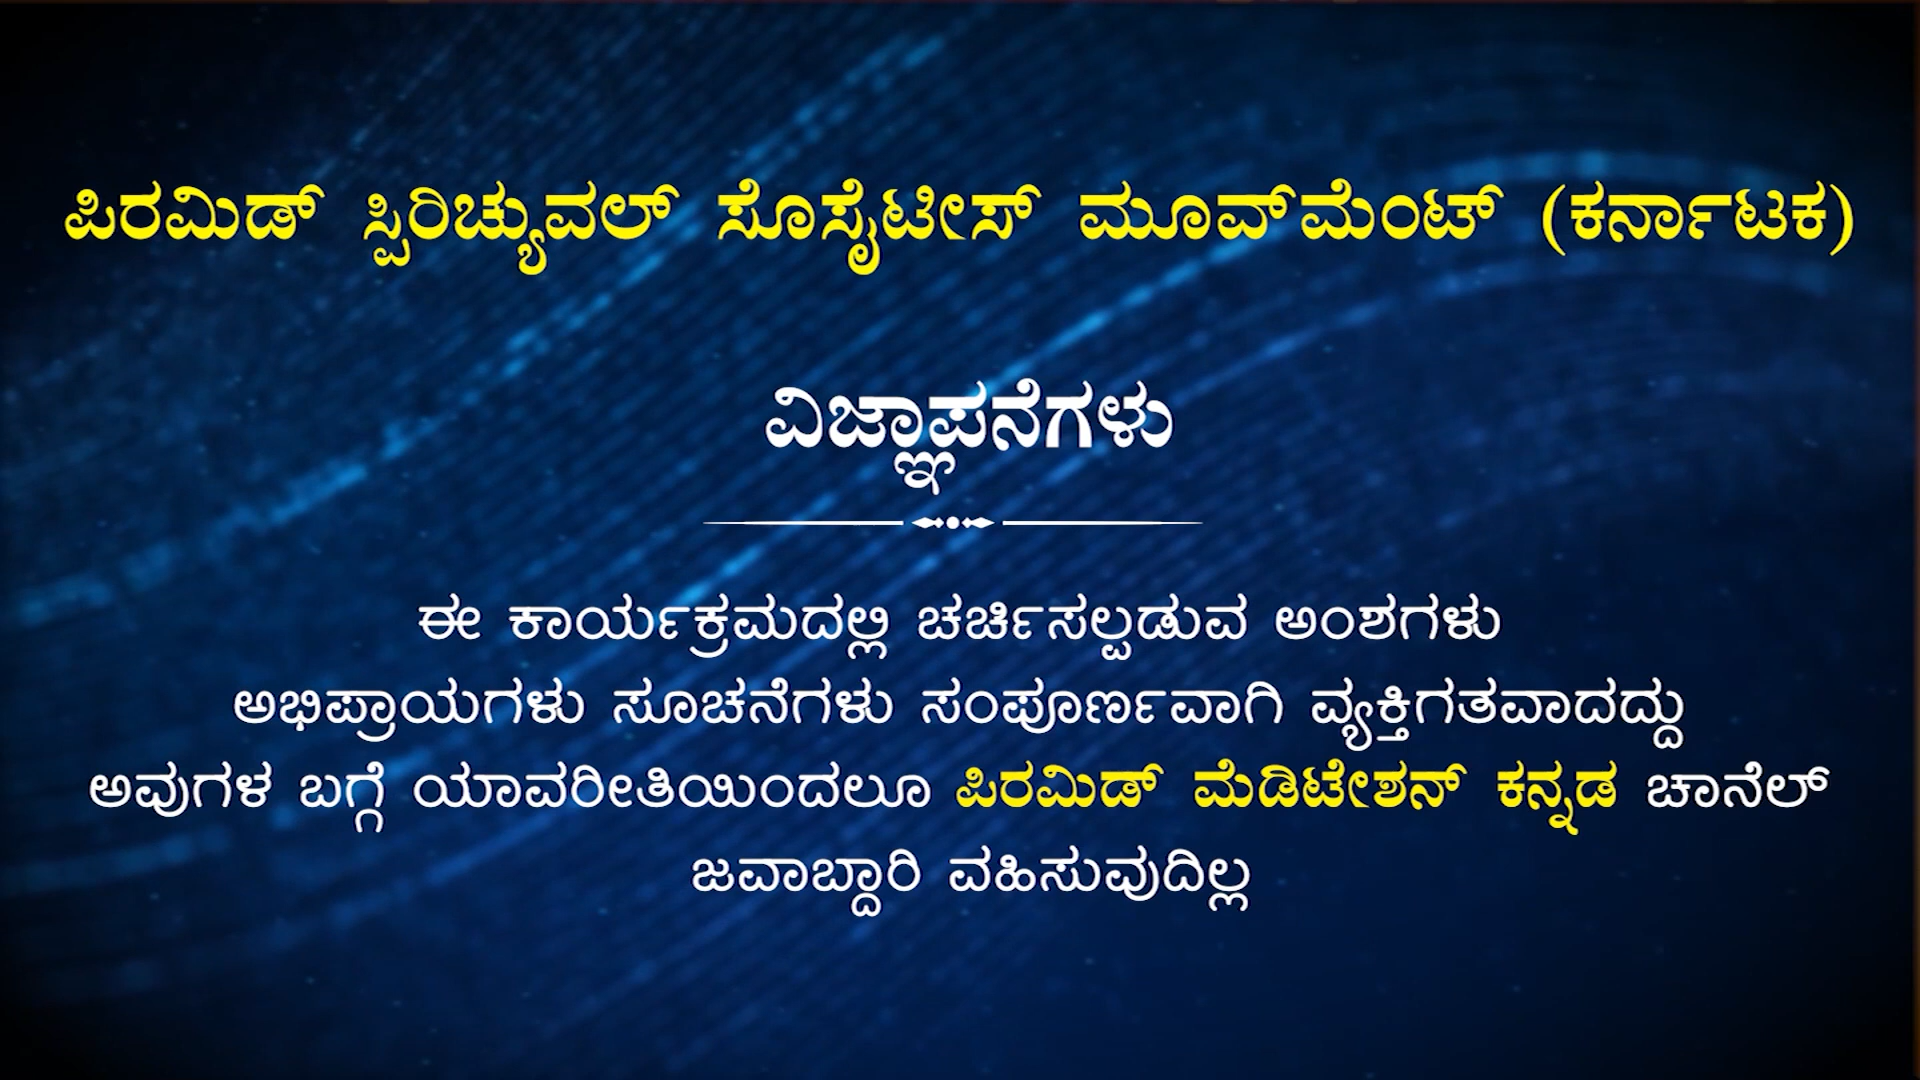 ಪಿರಮಿಡ್ ಸ್ಪಿರಿಚ್ಯುವಲ್ ಸೊಸೈಟೀಸ್ ಮೂವ್‌ಮೆಂಟ್ (ಕರ್ನಾಟಕ)
ವಿಜ್ಞಾಪನೆಗಳು
ಈ ಕಾರ್ಯಕ್ರಮದಲ್ಲಿ ಚರ್ಚಿಸಲ್ಪಡುವ ಅಂಶಗಳು
ಅಭಿಪ್ರಾಯಗಳು ಸೂಚನೆಗಳು ಸಂಪೂರ್ಣವಾಗಿ ವ್ಯಕ್ತಿಗತವಾದದ್ದು
ಅವುಗಳ ಬಗ್ಗೆ ಯಾವರೀತಿಯಿಂದಲೂ ಪಿರಮಿಡ್ ಮೆಡಿಟೇಶನ್ ಕನ್ನಡ ಚಾನೆಲ್
ಜವಾಬ್ದಾರಿ ವಹಿಸುವುದಿಲ್ಲ